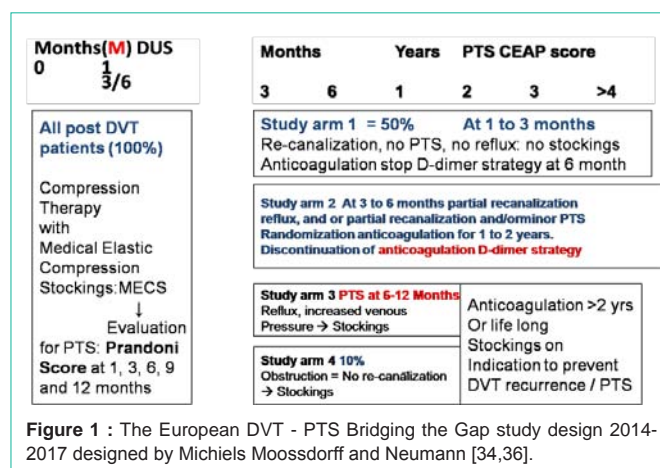 Months(M) DUS
0 1
3/6
All post DVT
patients (100%)
Compression
Therapy
with
Medical Elastic
Compression
Stockings:MECS
↓
Evaluation
for PTS: Prandoni
Score at 1, 3, 6, 9
and 12 months
Months Years PTS CEAP score
3 6 1 2 3 >4
Study arm 1 = 50% At 1 to 3 months
Re-canalization, no PTS, no reflux: no stockings
Anticoagulation stop D-dimer strategy at 6 month
Study arm 2 At 3 to 6 months partial recanalization
reflux, and or partial recanalization and/orminor PTS
Randomization anticoagulation for 1 to 2 years.
Discontinuation of anticoagulation D-dimer strategy
Study arm 3 PTS at 6-12 Months
Reflux, increased venous
Pressure → Stockings
Study arm 4 10%
Obstruction = No re-canalization
→ Stockings
Anticoagulation >2 yrs
Or life long
Stockings on
Indication to prevent
DVT recurrence / PTS
Figure 1 : The European DVT - PTS Bridging the Gap study design 2014-
2017 designed by Michiels Moossdorff and Neumann [34,36].